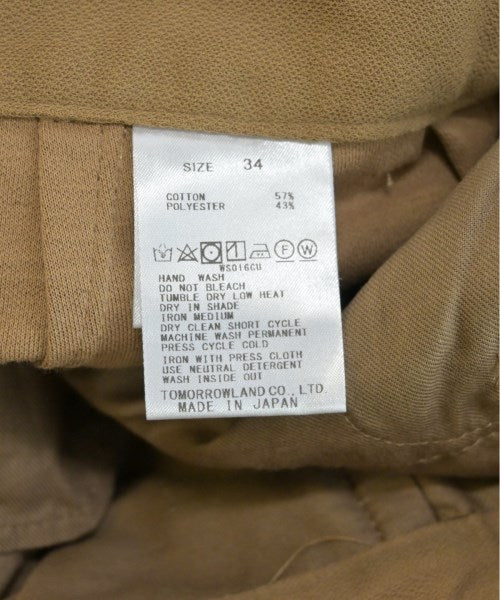 SIZE 34
COTTON 57%
POLYESTER 43%
F W
WS016CU
HAND WASH
DO NOT BLEACH
TUMBLE DRY LOW HEAT
DRY IN SHADE
IRON MEDIUM
DRY CLEAN SHORT CYCLE
MACHINE WASH PERMANENT
PRESS CYCLE COLD
IRON WITH PRESS CLOTH
USE NEUTRAL DETERGENT
WASH INSIDE OUT
TOMORROWLAND CO., LTD.
MADE IN JAPAN